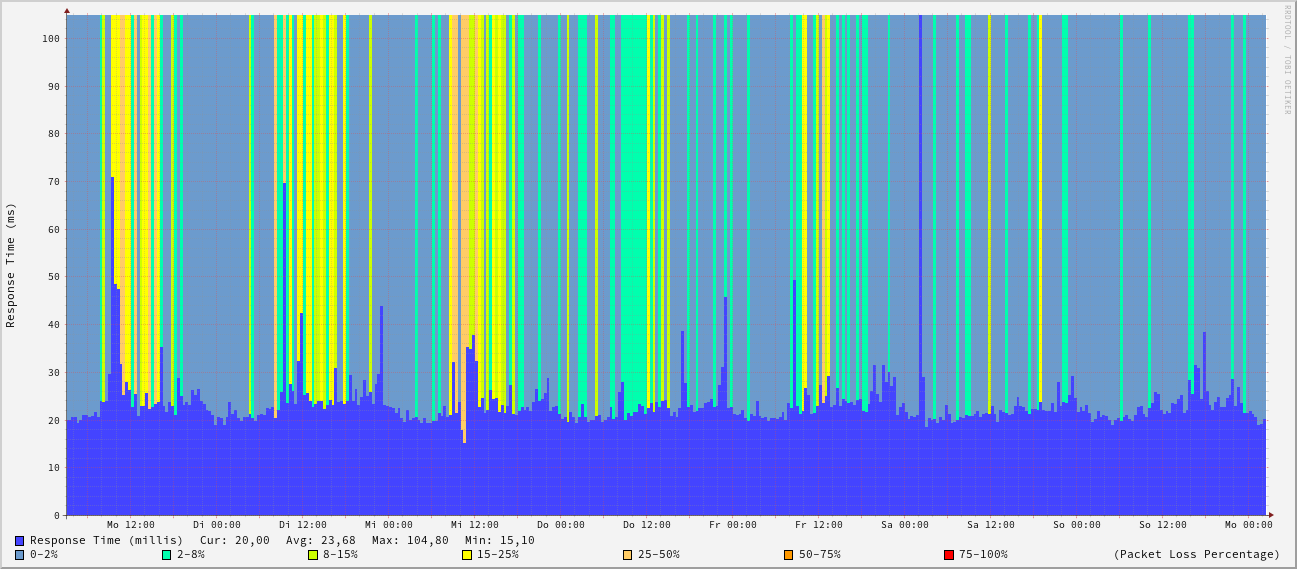 RRDTOOL / TOBI OETIKER
Response Time (ms)
100
90
80
70
60
50
40
30
20
10
0
Mo 12:00 Di 00:00 Di 12:00 Mi 00:00 Mi 12:00 Do 00:00 Do 12:00 Fr 00:00 Fr 12:00 Sa 00:00 Sa 12:00 So 00:00 So 12:00 Mo 00:00
Response Time (millis) Cur: 20,00 Avg: 23,68 Max: 104,80 Min: 15,10
0-2% 2-8% 8-15% 15-25% 25-50% 50-75% 75-100% (Packet Loss Percentage)